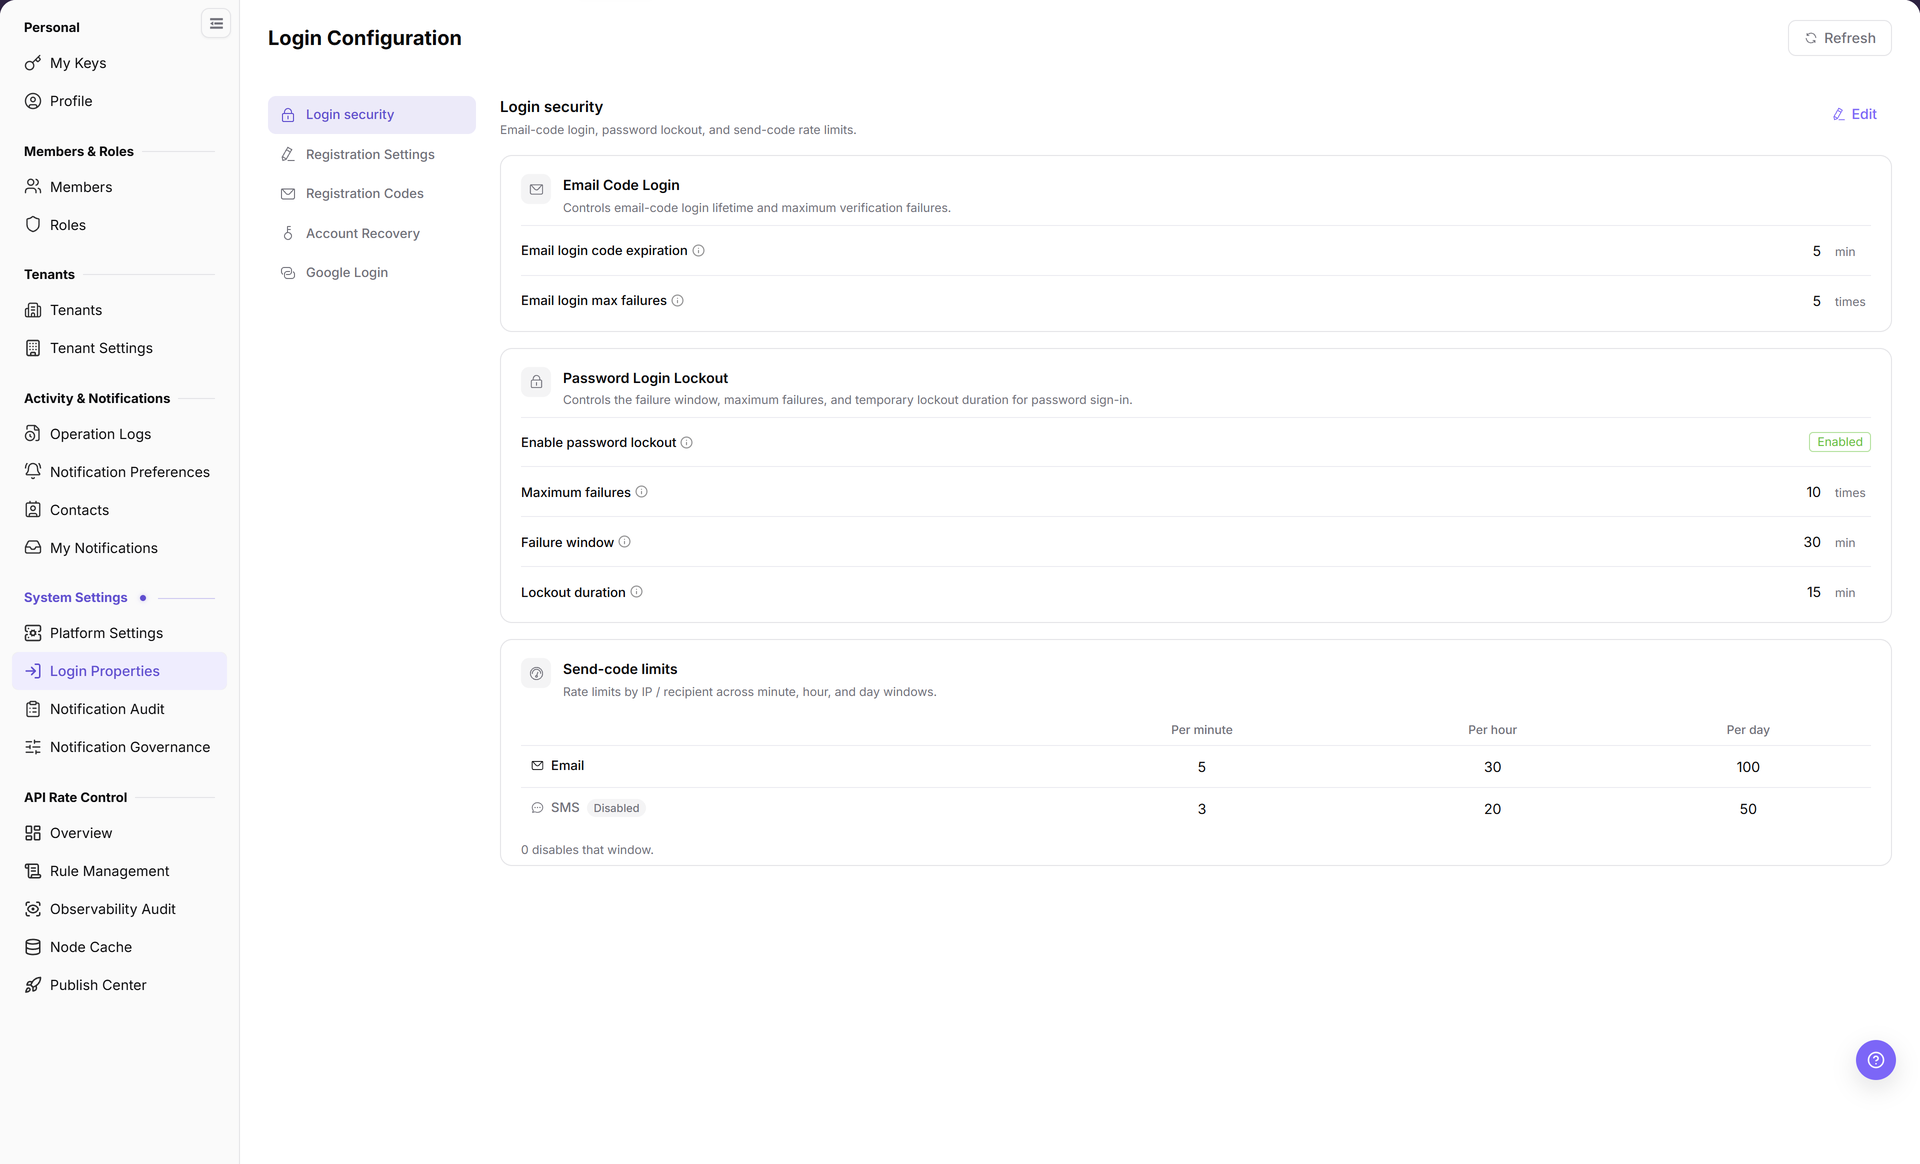 Personal
My Keys
Profile
Members & Roles
Members
Roles
Tenants
Tenants
Tenant Settings
Activity & Notifications
Operation Logs
Notification Preferences
Contacts
My Notifications
System Settings
Platform Settings
Login Properties
Notification Audit
Notification Governance
API Rate Control
Overview
Rule Management
Observability Audit
Node Cache
Publish Center
Login Configuration
Refresh
Login security
Registration Settings
Registration Codes
Account Recovery
Google Login
Login security
Email-code login, password lockout, and send-code rate limits.
Edit
Email Code Login
Controls email-code login lifetime and maximum verification failures.
Email login code expiration 5 min
Email login max failures 5 times
Password Login Lockout
Controls the failure window, maximum failures, and temporary lockout duration for password sign-in.
Enable password lockout Enabled
Maximum failures 10 times
Failure window 30 min
Lockout duration 15 min
Send-code limits
Rate limits by IP / recipient across minute, hour, and day windows.
Per minute Per hour Per day
Email 5 30 100
SMS Disabled 3 20 50
0 disables that window.